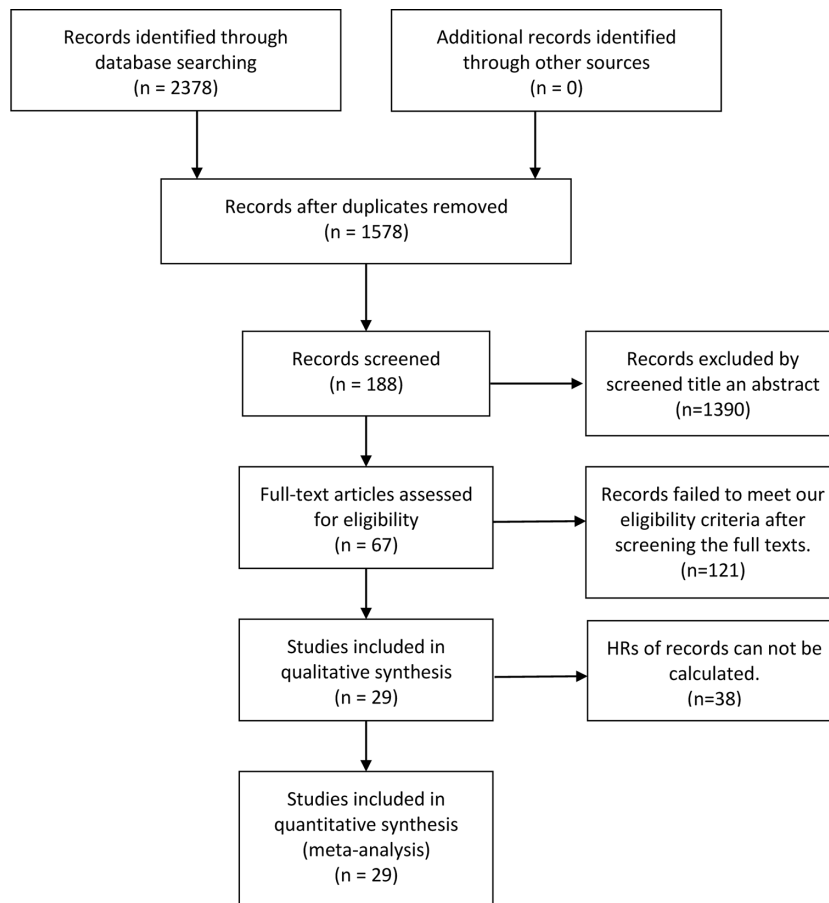 Records identified through
database searching
(n = 2378)
Additional records identified
through other sources
(n = 0)
Records after duplicates removed
(n = 1578)
Records screened
(n = 188)
Records excluded by
screened title an abstract
(n=1390)
Full-text articles assessed
for eligibility
(n = 67)
Records failed to meet our
eligibility criteria after
screening the full texts.
(n=121)
Studies included in
qualitative synthesis
(n = 29)
HRs of records can not be
calculated.
(n=38)
Studies included in
quantitative synthesis
(meta-analysis)
(n = 29)